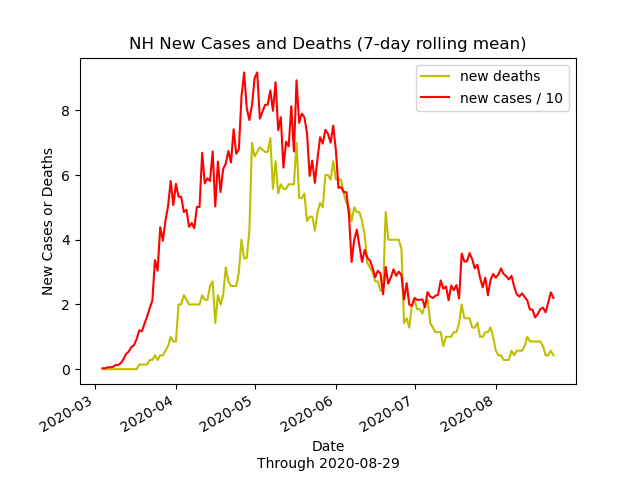 NH New Cases and Deaths (7-day rolling mean)
new deaths
new cases / 10
8
6
4
2
0
New Cases or Deaths
2020-03
2020-04
2020-05
2020-06
2020-07
2020-08
Date
Through 2020-08-29